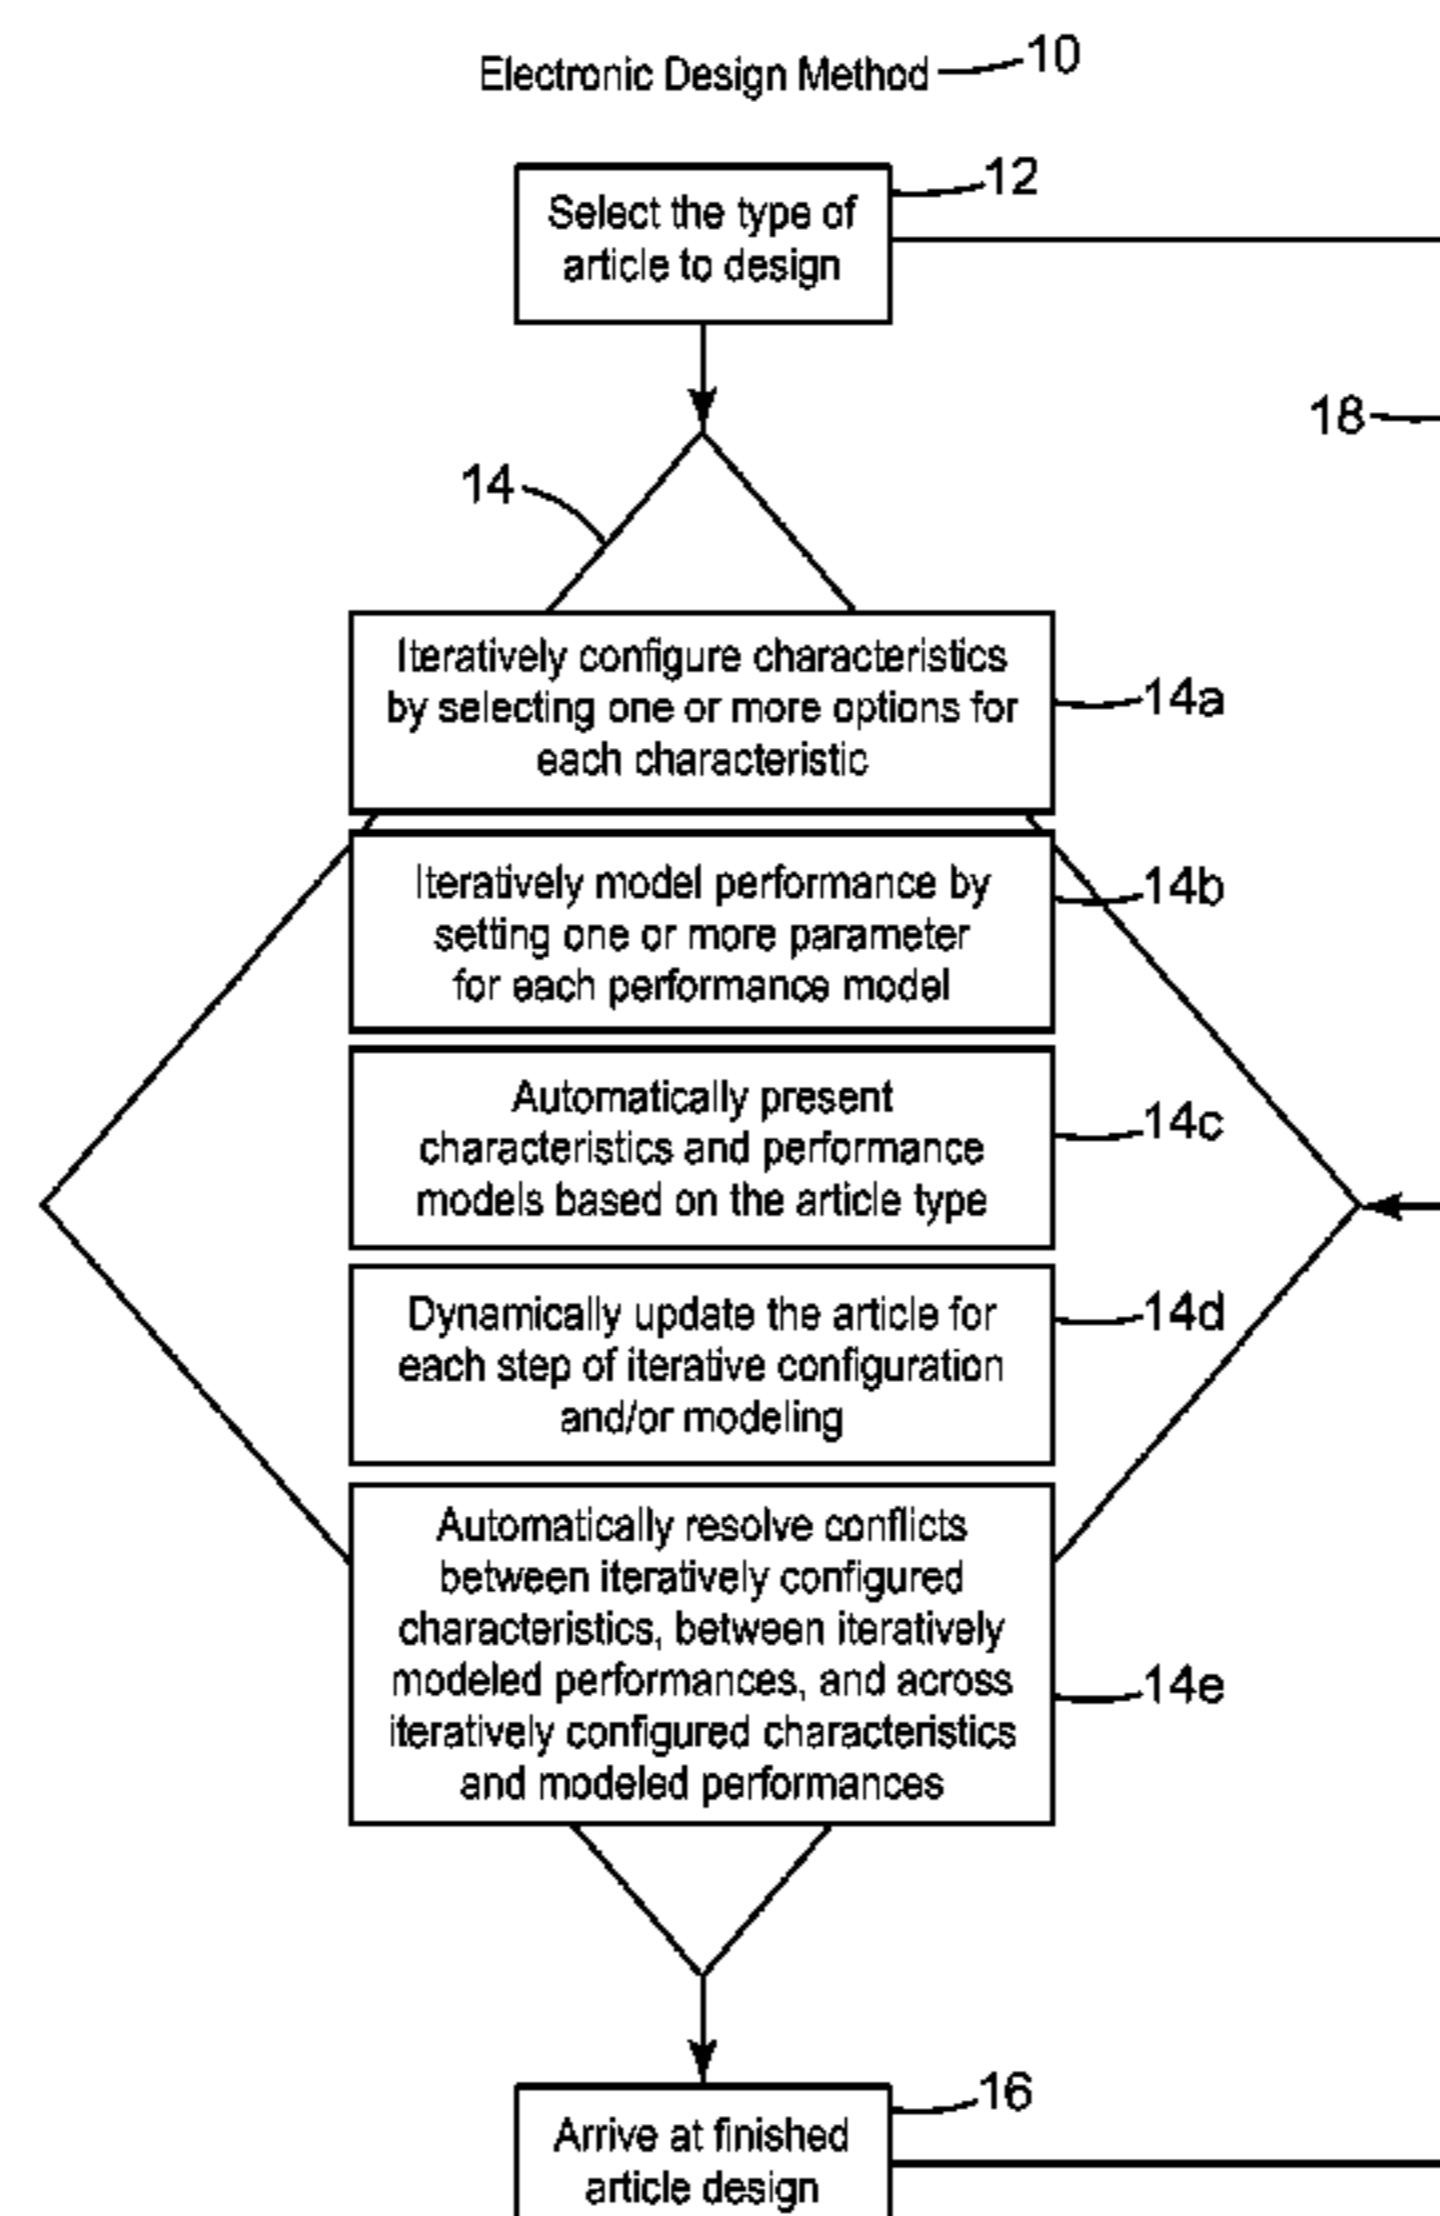 Electronic Design Method 10
12
Select the type of
article to design
18
14
Iteratively configure characteristics
by selecting one or more options for
each characteristic
14a
Iteratively model performance by
setting one or more parameter
for each performance model
14b
Automatically present
characteristics and performance
models based on the article type
14c
Dynamically update the article for
each step of iterative configuration
and/or modeling
14d
Automatically resolve conflicts
between iteratively configured
characteristics, between iteratively
modeled performances, and across
iteratively configured characteristics
and modeled performances
14e
16
Arrive at finished
article design